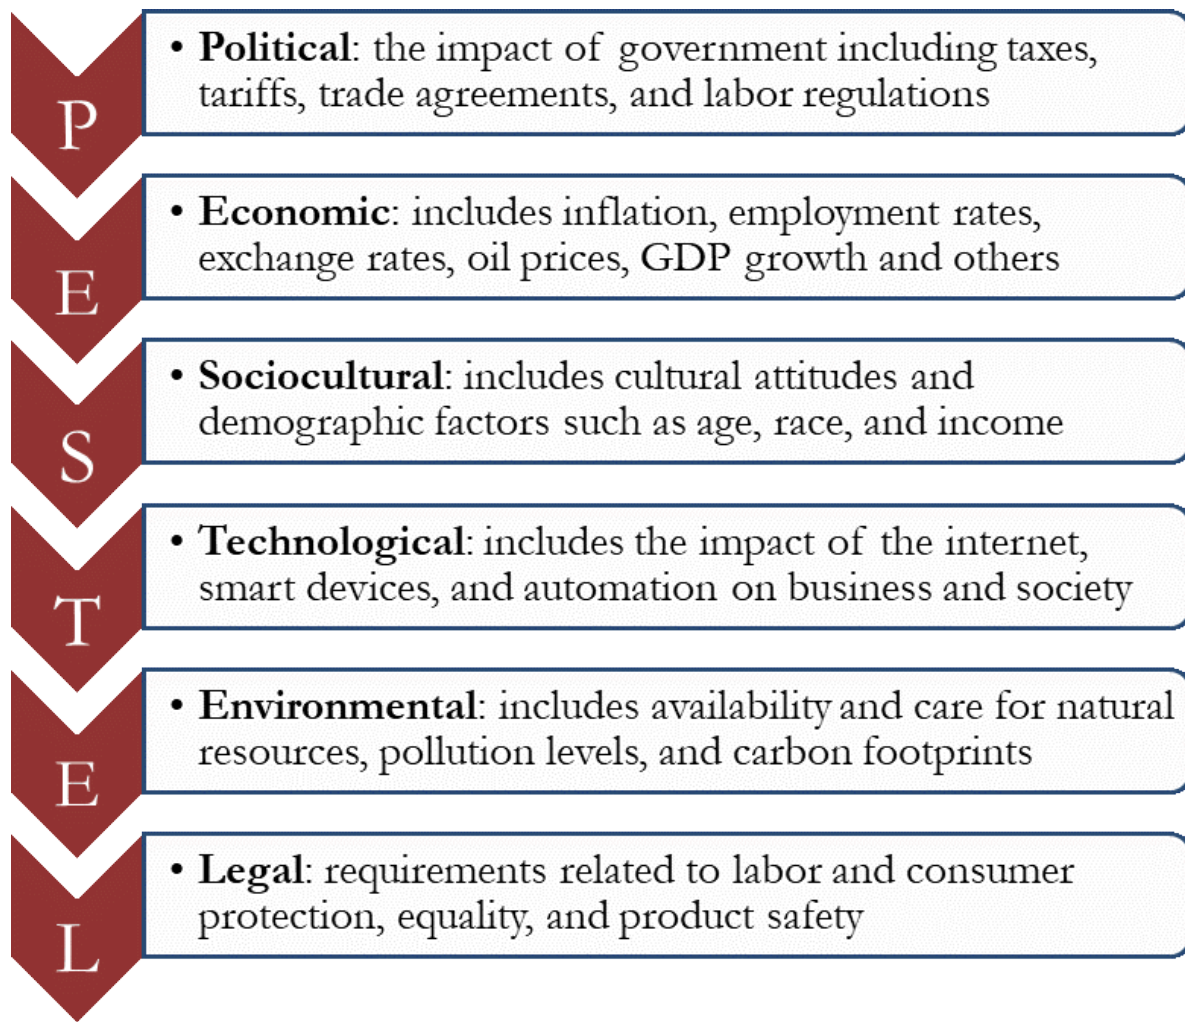 P
• Political: the impact of government including taxes,
tariffs, trade agreements, and labor regulations
E
• Economic: includes inflation, employment rates,
exchange rates, oil prices, GDP growth and others
S
• Sociocultural: includes cultural attitudes and
demographic factors such as age, race, and income
T
• Technological: includes the impact of the internet,
smart devices, and automation on business and society
E
• Environmental: includes availability and care for natural
resources, pollution levels, and carbon footprints
L
• Legal: requirements related to labor and consumer
protection, equality, and product safety